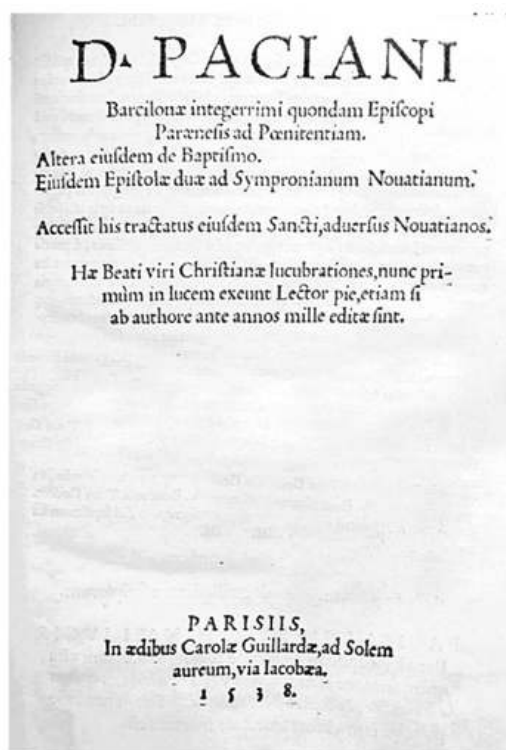 D. PACIANI
Barcilonæ integerrimi quondam Epiſcopi
Paræneſis ad Pœnitentiam.
Altera eiuſdem de Baptiſmo.
Eiuſdem Epiſtolæ duæ ad Sympronianum Nouatianum.
Acceſſit his tractatus eiuſdem Sancti, aduerſus Nouatianos.
Hæ Beati viri Chriſtianæ lucubrationes, nunc pri-
mùm in lucem exeunt Lector pie, etiam ſi
ab authore ante annos mille editæ ſint.
PARISIIS,
In ædibus Carolæ Guillardæ, ad Solem
aureum, via Iacobæa.
1538.